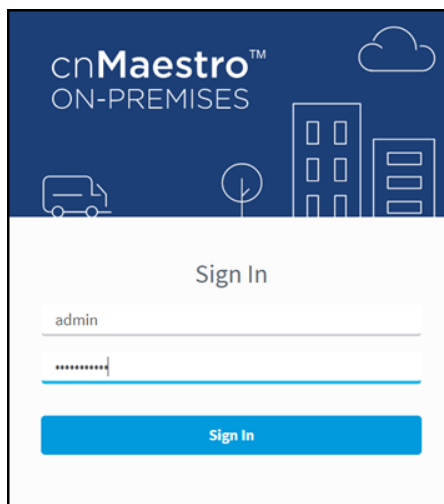 cnMaestro™
ON-PREMISES
Sign In
admin
•••••••••••
Sign In